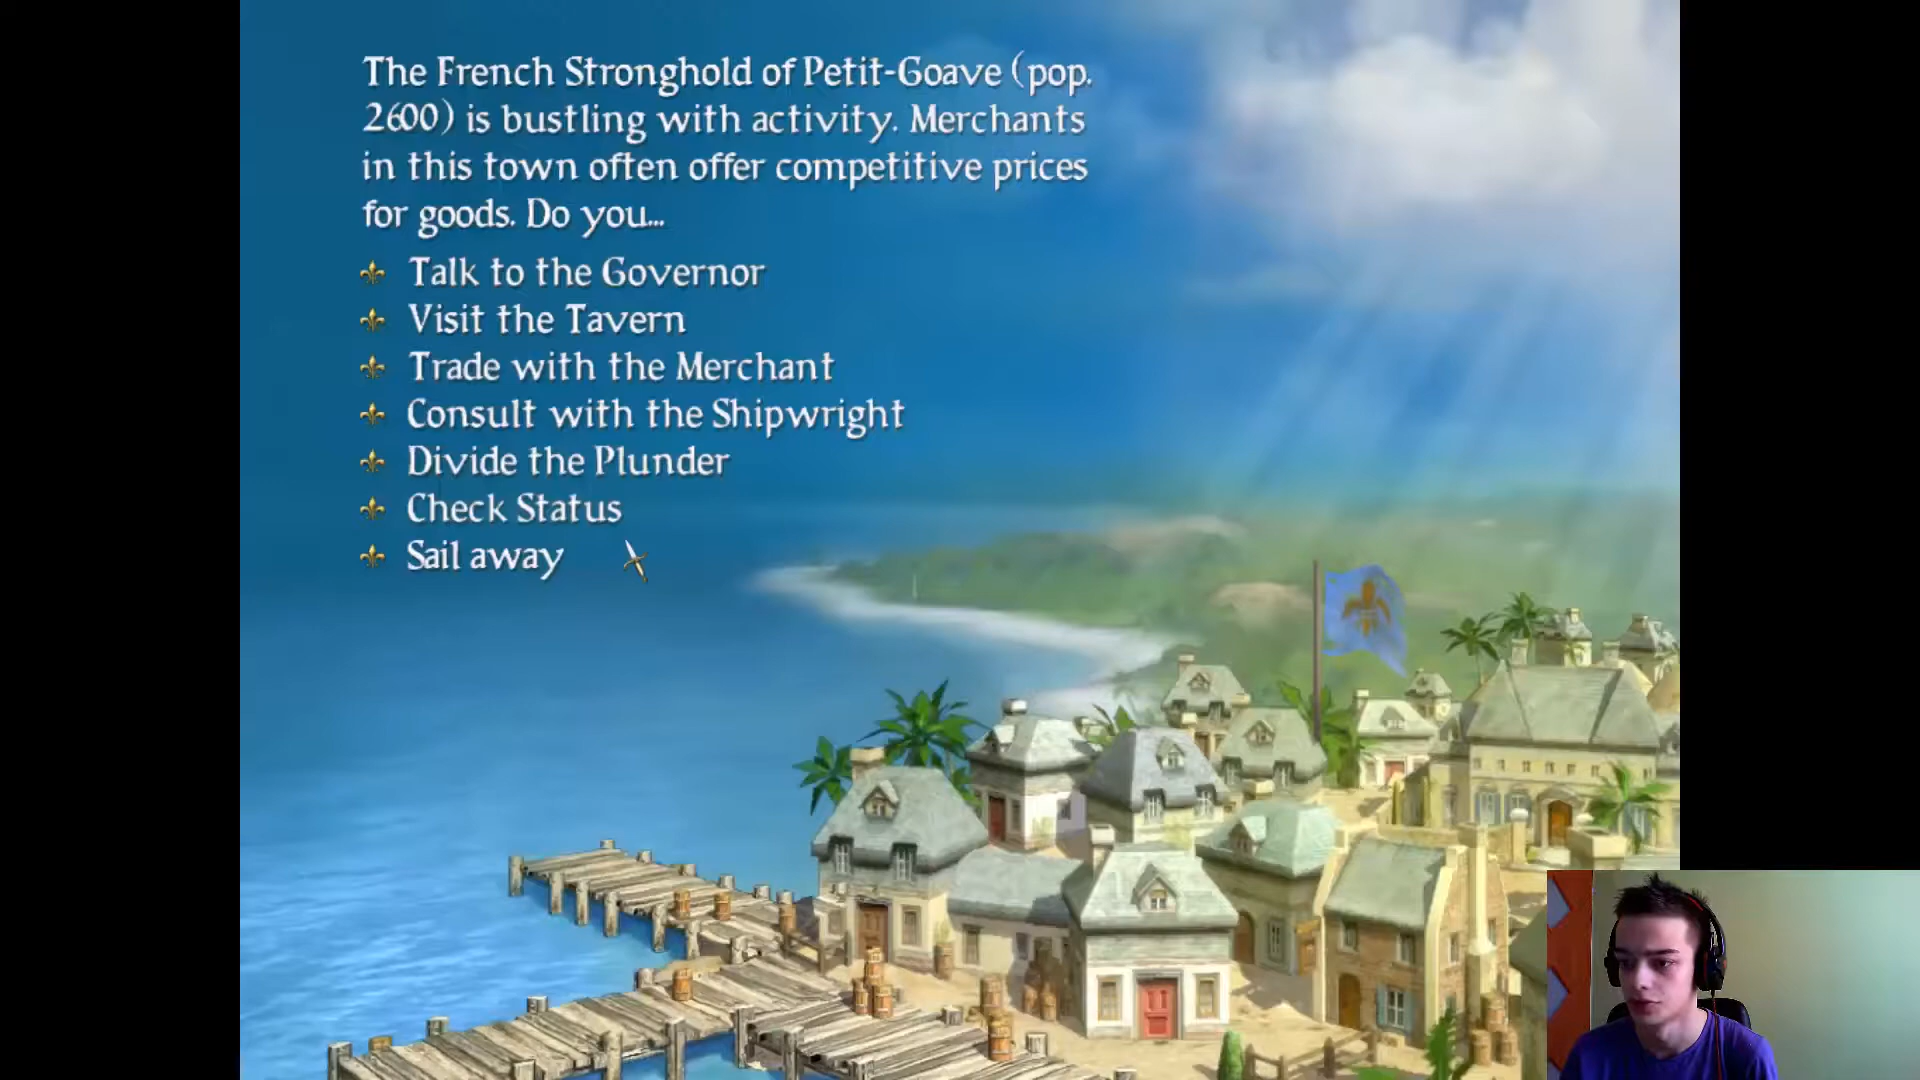 The French Stronghold of Petit-Goave (pop.
2600) is bustling with activity. Merchants
in this town often offer competitive prices
for goods. Do you...
Talk to the Governor
Visit the Tavern
Trade with the Merchant
Consult with the Shipwright
Divide the Plunder
Check Status
Sail away